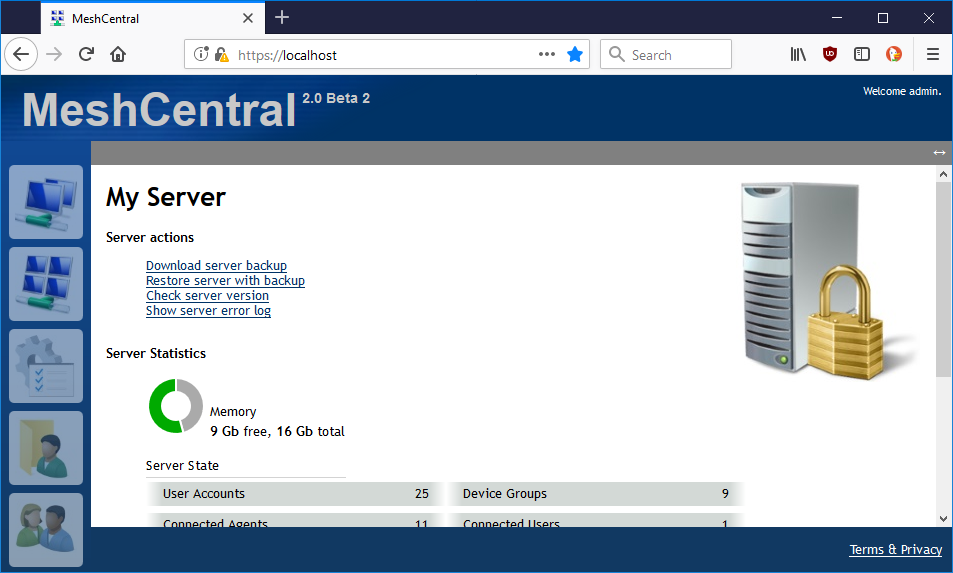 MeshCentral
https://localhost
Search
MeshCentral 2.0 Beta 2
Welcome admin.
My Server
Server actions
Download server backup
Restore server with backup
Check server version
Show server error log
Server Statistics
Memory
9 Gb free, 16 Gb total
Server State
User Accounts 25 Device Groups 9
Connected Agents 11 Connected Users 1
Terms & Privacy